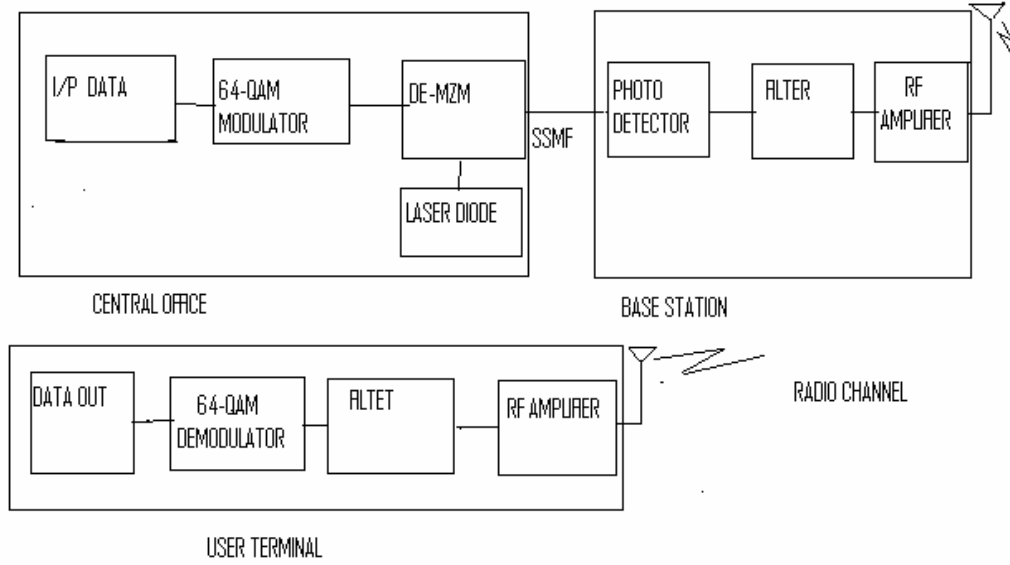 I/P DATA
64-QAM
MODULATOR
DE-MZM
LASER DIODE
SSMF
PHOTO
DETECTOR
FILTER
RF
AMPLIFIER
CENTRAL OFFICE
BASE STATION
DATA OUT
64-QAM
DEMODULATOR
FILTET
RF AMPLIFIER
RADIO CHANNEL
USER TERMINAL